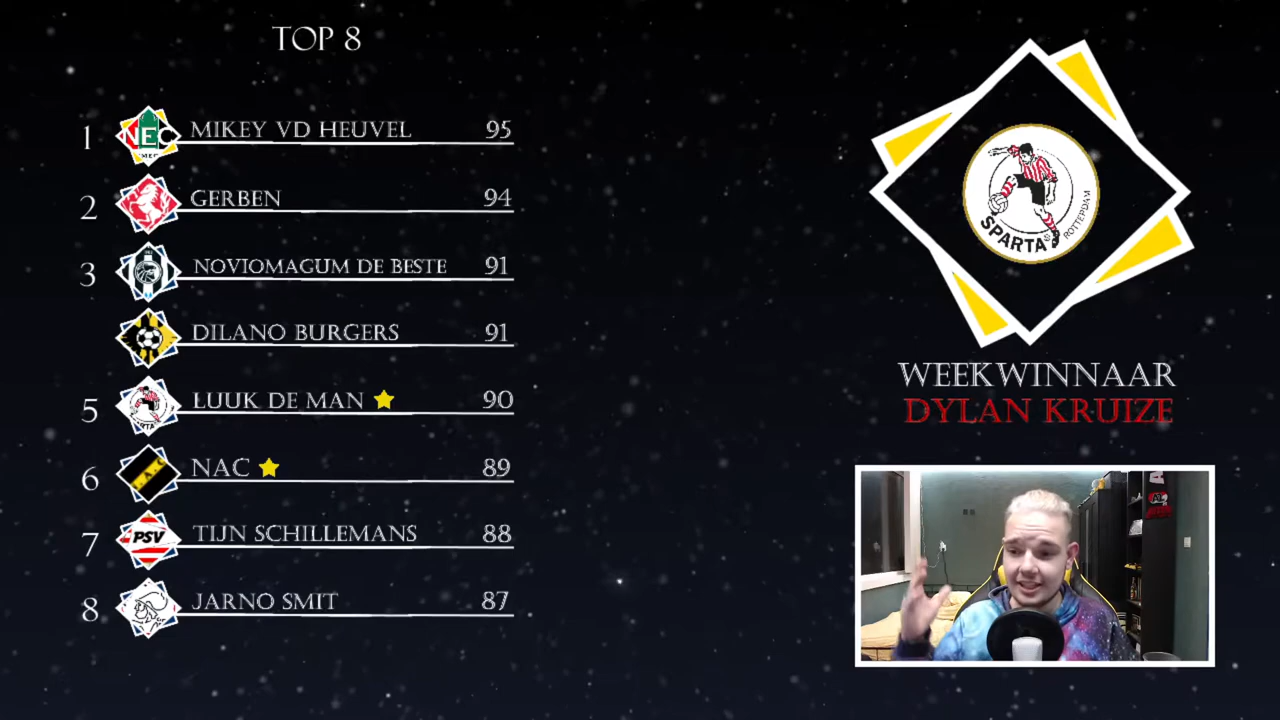 TOP 8
1 NEC MIKEY VD HEUVEL 95
2 GERBEN 94
3 NOVIOMAGUM DE BESTE 91
DILANO BURGERS 91
5 LUUK DE MAN 90
6 NAC 89
7 PSV TIJN SCHILLEMANS 88
8 JARNO SMIT 87
SPARTA ROTTERDAM
WEEKWINNAAR
DYLAN KRUIZE